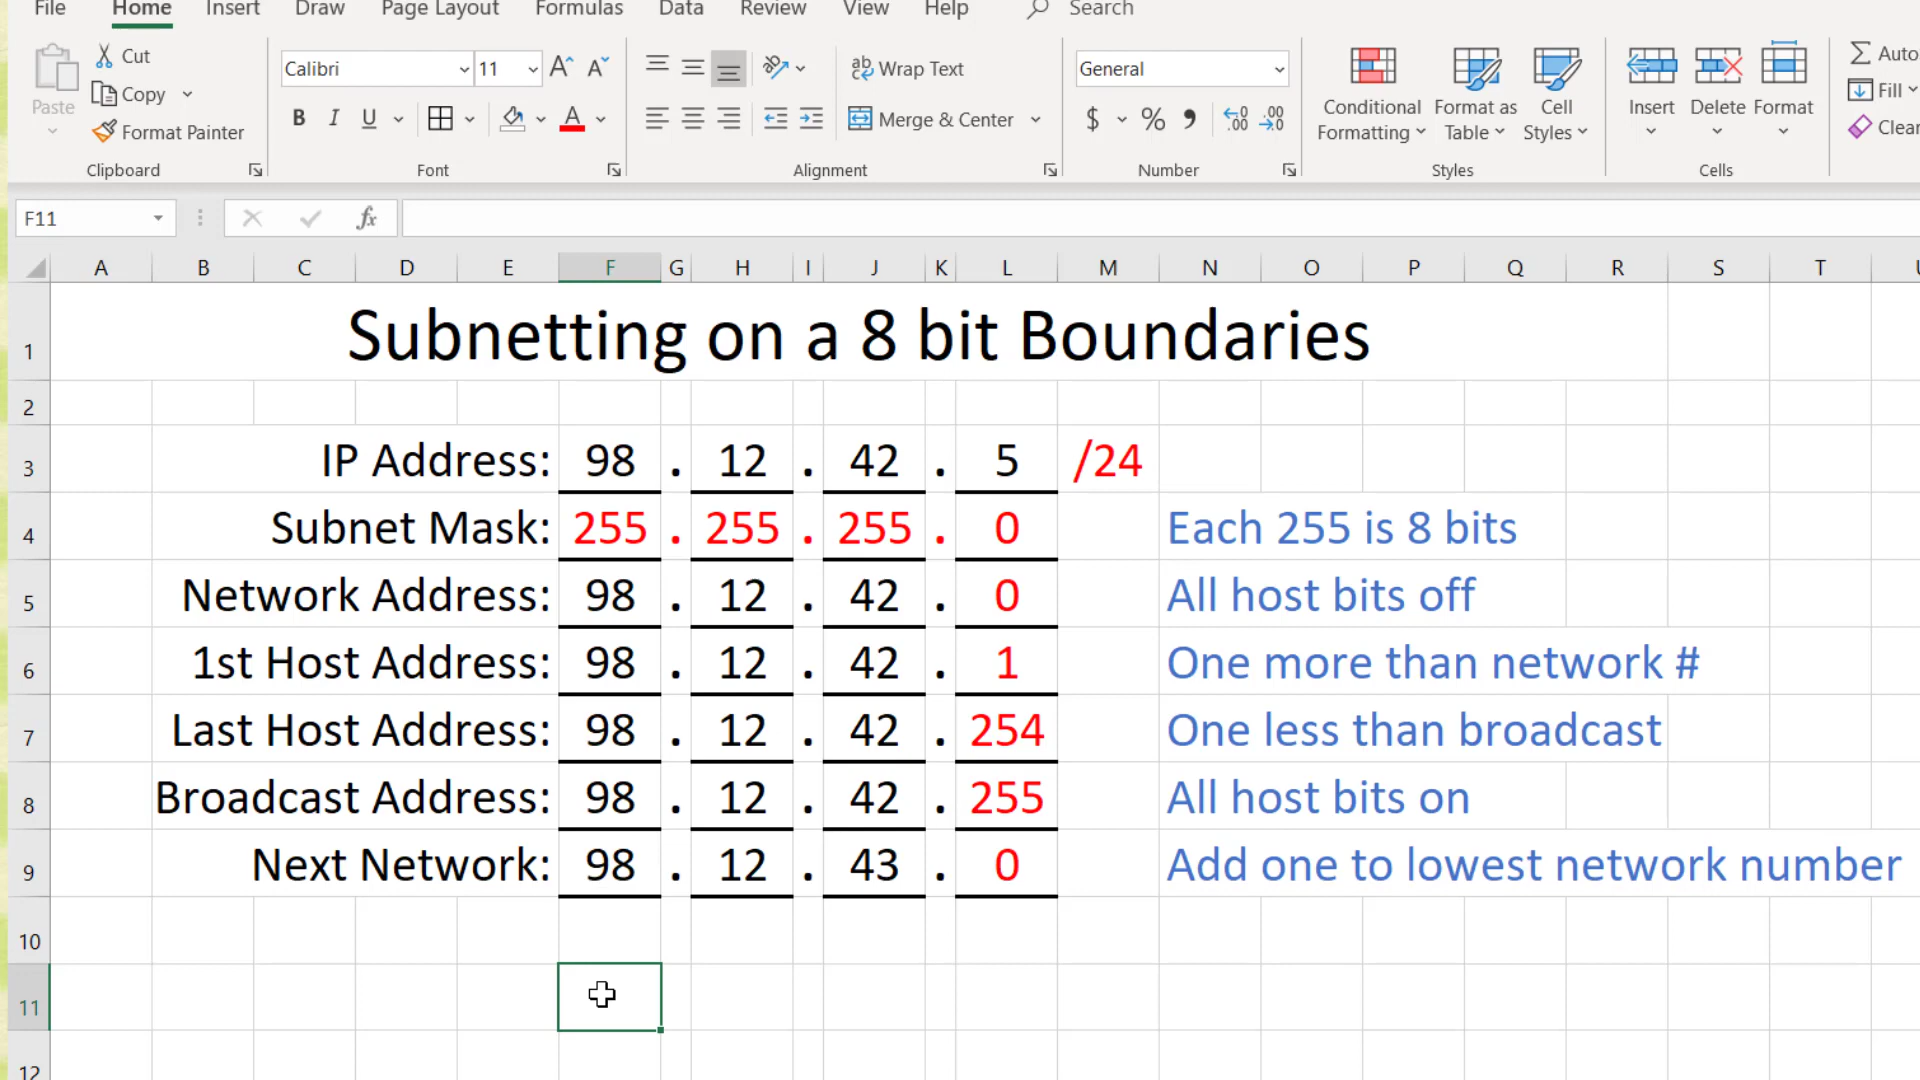 File Home Insert Draw Page Layout Formulas Data Review View Help Search
Cut
Copy
Paste
Format Painter
Clipboard
Calibri 11 A A
B I U A
Font
ab Wrap Text
Merge & Center
Alignment
General
$ % , .00 .00
Number
Conditional Formatting
Format as Table
Cell Styles
Styles
Insert Delete Format
Cells
Auto
Fill
Clear
F11 fx
A B C D E F G H I J K L M N O P Q R S T
1 Subnetting on a 8 bit Boundaries
2
3 IP Address: 98 . 12 . 42 . 5 /24
4 Subnet Mask: 255 . 255 . 255 . 0 Each 255 is 8 bits
5 Network Address: 98 . 12 . 42 . 0 All host bits off
6 1st Host Address: 98 . 12 . 42 . 1 One more than network #
7 Last Host Address: 98 . 12 . 42 . 254 One less than broadcast
8 Broadcast Address: 98 . 12 . 42 . 255 All host bits on
9 Next Network: 98 . 12 . 43 . 0 Add one to lowest network number
10
11
12